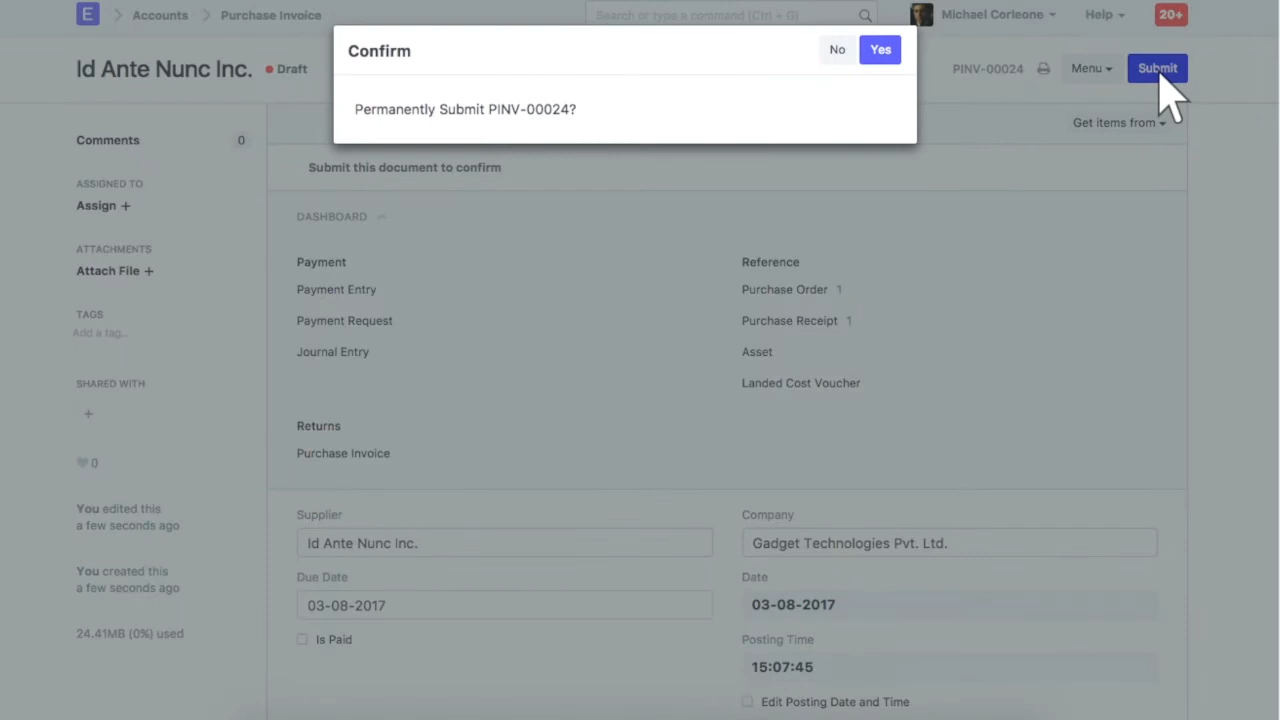 E Accounts Purchase Invoice Search or type a command (Ctrl + G) Michael Corleone Help 20+
Confirm No Yes
Id Ante Nunc Inc. Draft PINV-00024 Menu Submit
Permanently Submit PINV-00024?
Get items from
Comments 0
Submit this document to confirm
ASSIGNED TO
Assign +
DASHBOARD
ATTACHMENTS
Attach File +
Payment Reference
Payment Entry Purchase Order 1
TAGS
Add a tag...
Payment Request Purchase Receipt 1
Journal Entry Asset
SHARED WITH
+
Landed Cost Voucher
Returns
Purchase Invoice
0
You edited this
a few seconds ago
Supplier Company
Id Ante Nunc Inc. Gadget Technologies Pvt. Ltd.
You created this
a few seconds ago
Due Date Date
03-08-2017 03-08-2017
24.41MB (0%) used
Is Paid Posting Time
15:07:45
Edit Posting Date and Time